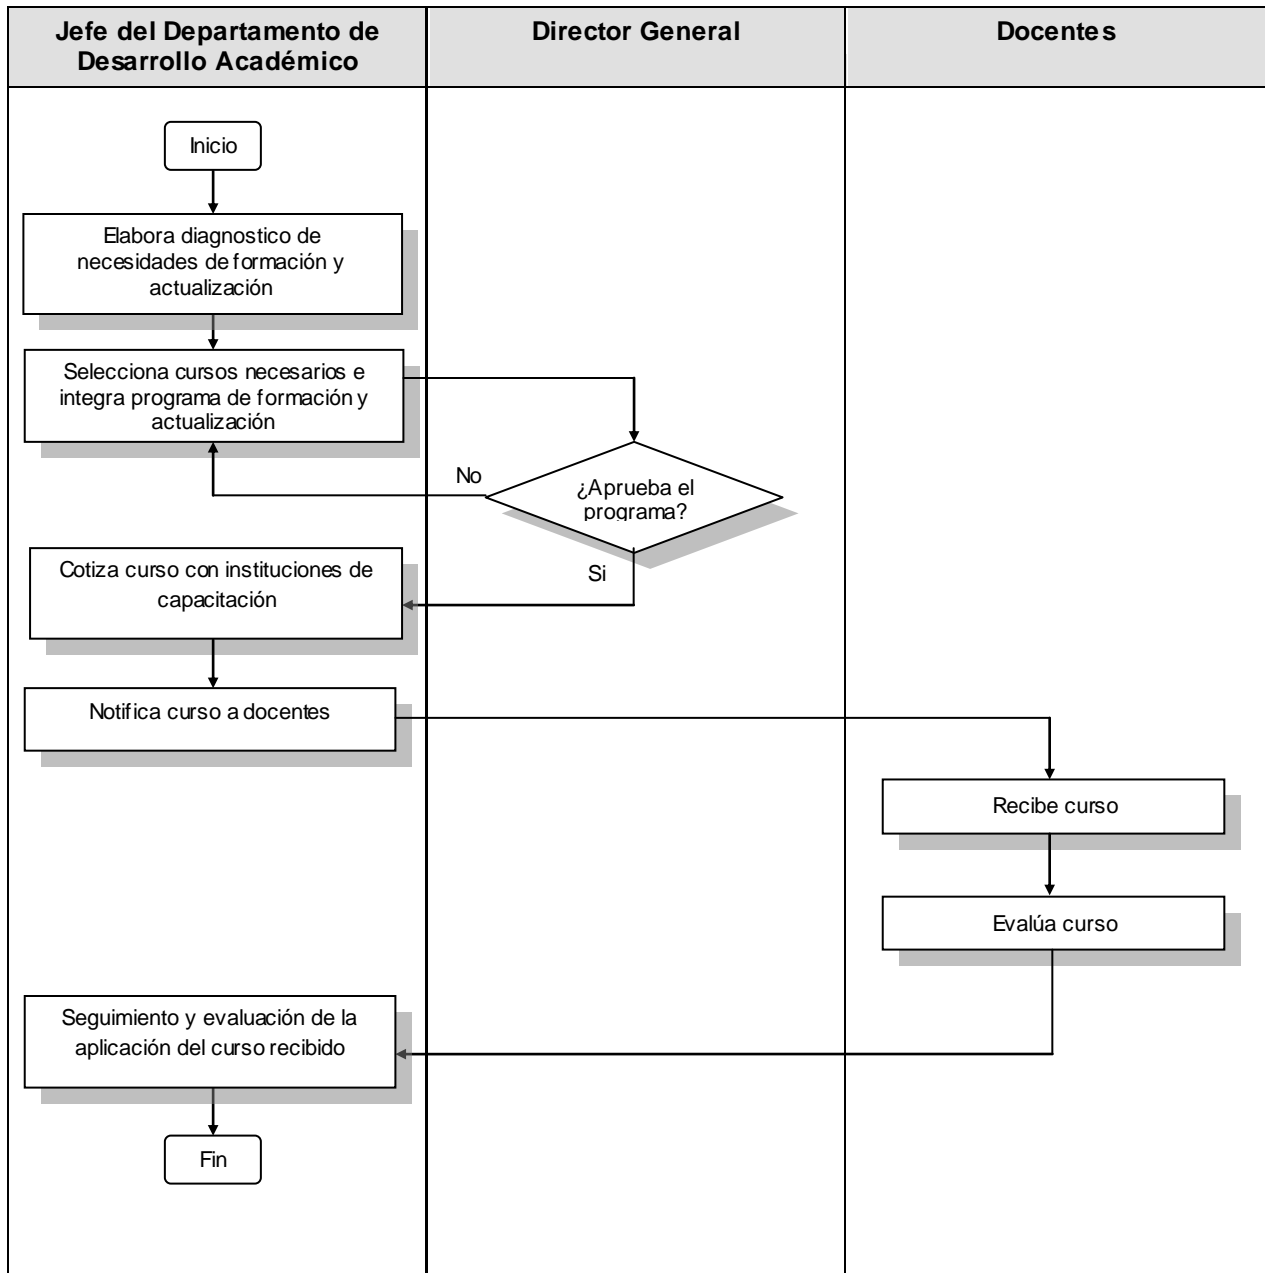 Jefe del Departamento de
Desarrollo Académico
Director General
Docentes
Inicio
Elabora diagnostico de
necesidades de formación y
actualización
Selecciona cursos necesarios e
integra programa de formación y
actualización
No
¿Aprueba el
programa?
Si
Cotiza curso con instituciones de
capacitación
Notifica curso a docentes
Recibe curso
Evalúa curso
Seguimiento y evaluación de la
aplicación del curso recibido
Fin